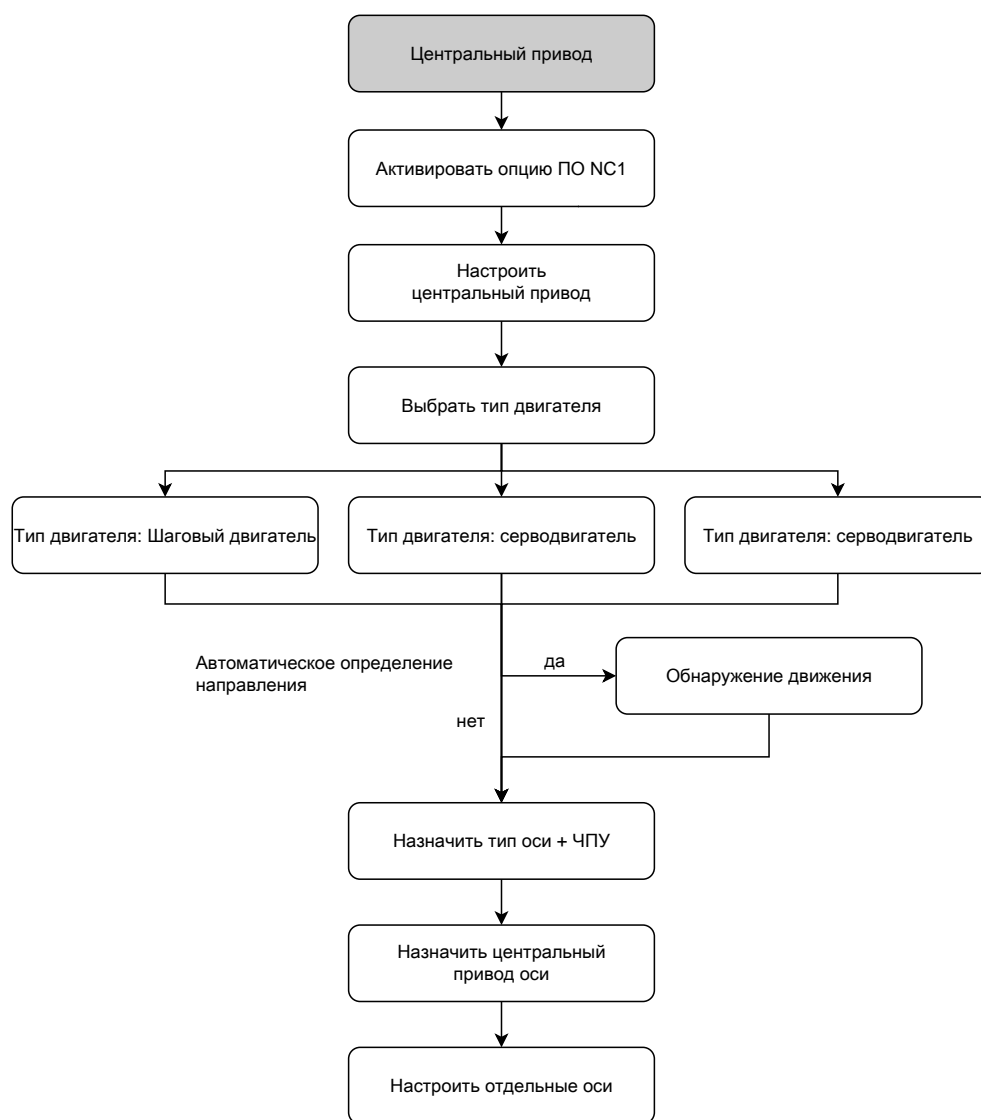 Центральный привод
Активировать опцию ПО NC1
Настроить
центральный привод
Выбрать тип двигателя
Тип двигателя: Шаговый двигатель
Тип двигателя: серводвигатель
Тип двигателя: серводвигатель
Автоматическое определение
направления
да
Обнаружение движения
нет
Назначить тип оси + ЧПУ
Назначить центральный
привод оси
Настроить отдельные оси